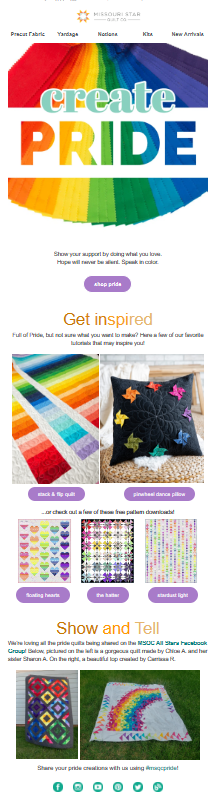 MISSOURI STAR
QUILT CO.
Precut Fabric Yardage Notions Kits New Arrivals
create
PRIDE
Show your support by doing what you love.
Hope will never be silent. Speak in color.
shop pride
Get inspired
Full of Pride, but not sure what you want to make? Here a few of our favorite
tutorials that may inspire you!
stack & flip quilt pinwheel dance pillow
...or check out a few of these free pattern downloads!
floating hearts the hatter stardust light
Show and Tell
We're loving all the pride quilts being shared on the MSQC All Stars Facebook
Group! Below, pictured on the left is a gorgeous quilt made by Chloe A. and her
sister Sharon A. On the right, a beautiful top created by Carissa R.
Share your pride creations with us using #msqcpride!